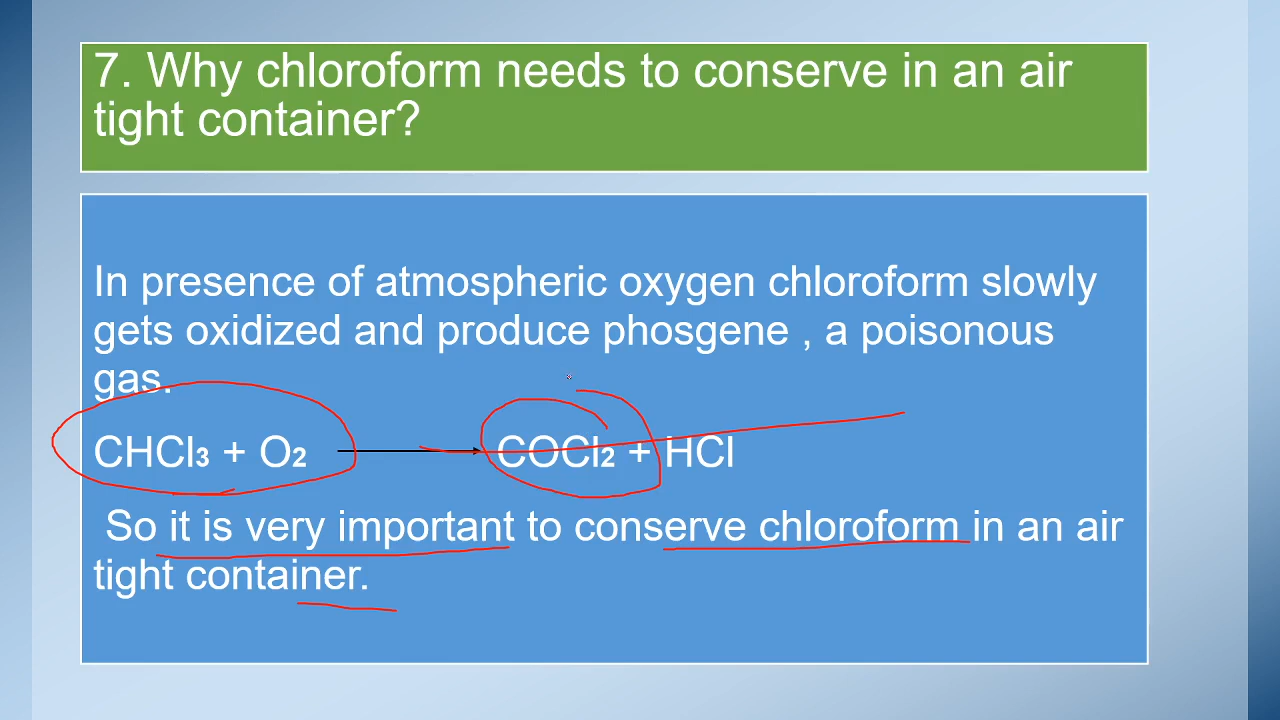 7. Why chloroform needs to conserve in an air
tight container?
In presence of atmospheric oxygen chloroform slowly
gets oxidized and produce phosgene , a poisonous
gas.
CHCl3 + O2 → COCl2 + HCl
So it is very important to conserve chloroform in an air
tight container.